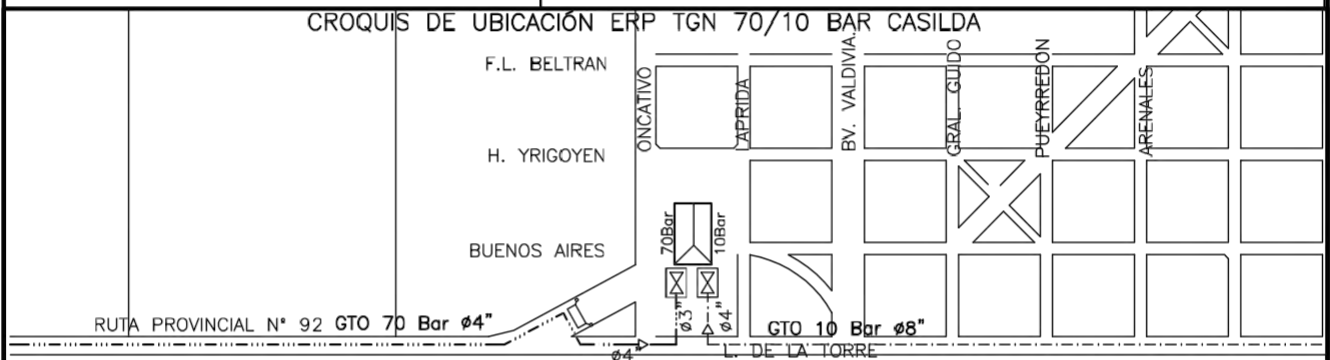 CROQUIS DE UBICACIÓN ERP TGN 70/10 BAR CASILDA
F.L. BELTRAN
H. YRIGOYEN
BUENOS AIRES
ONCATIVO
LAPRIDA
BV. VALDIVIA.
GRAL. GUIDO
PUEYRREDON
ARENALES
70Bar
10Bar
ø3"
ø4"
RUTA PROVINCIAL N° 92 GTO 70 Bar ø4"
GTO 10 Bar ø8"
ø4"
L. DE LA TORRE